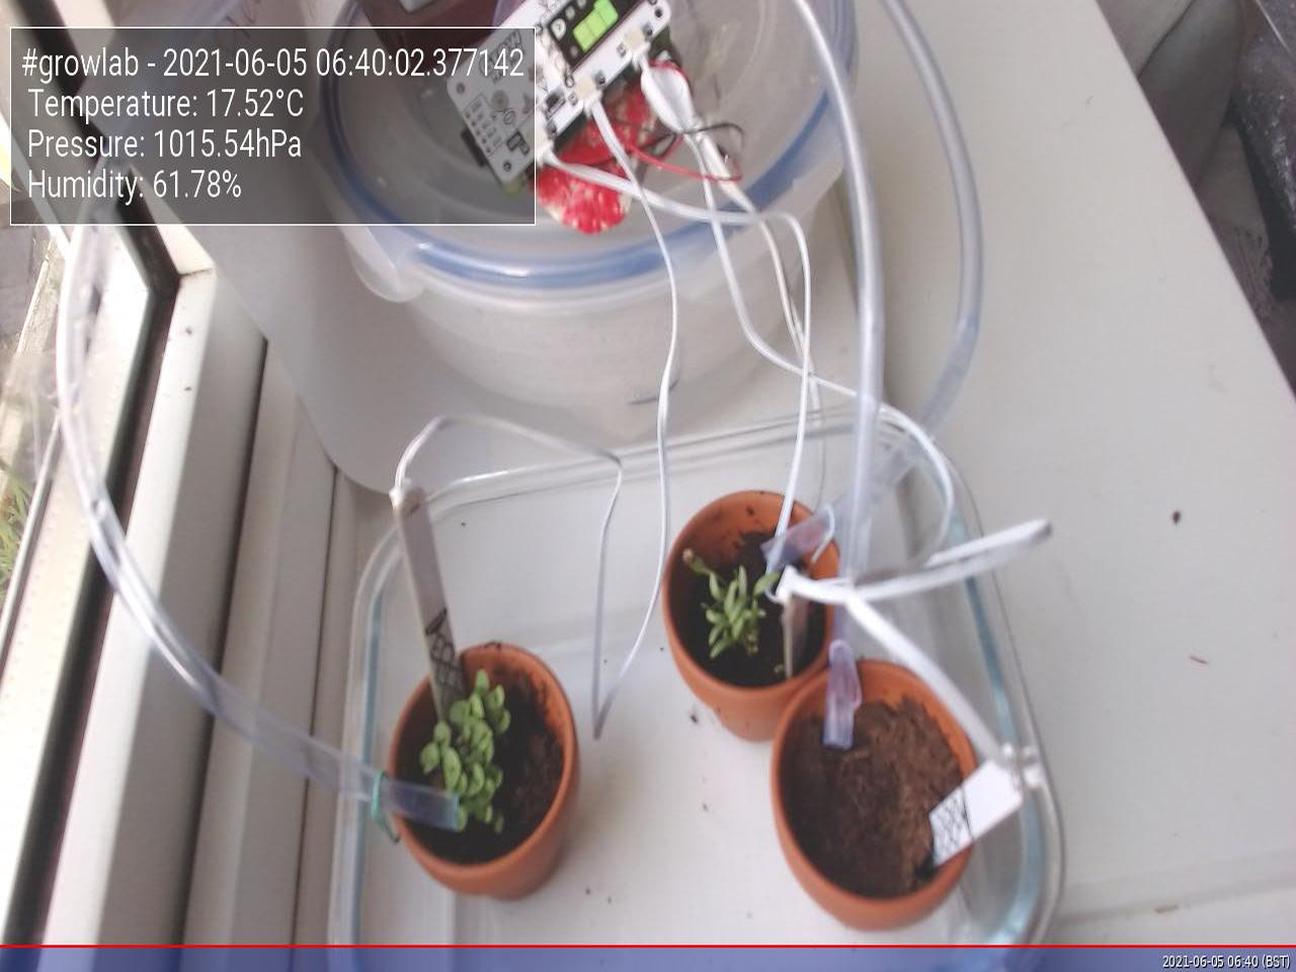 #growlab - 2021-06-05 06:40:02.377142
Temperature: 17.52°C
Pressure: 1015.54hPa
Humidity: 61.78%
2021-06-05 06:40 (BST)